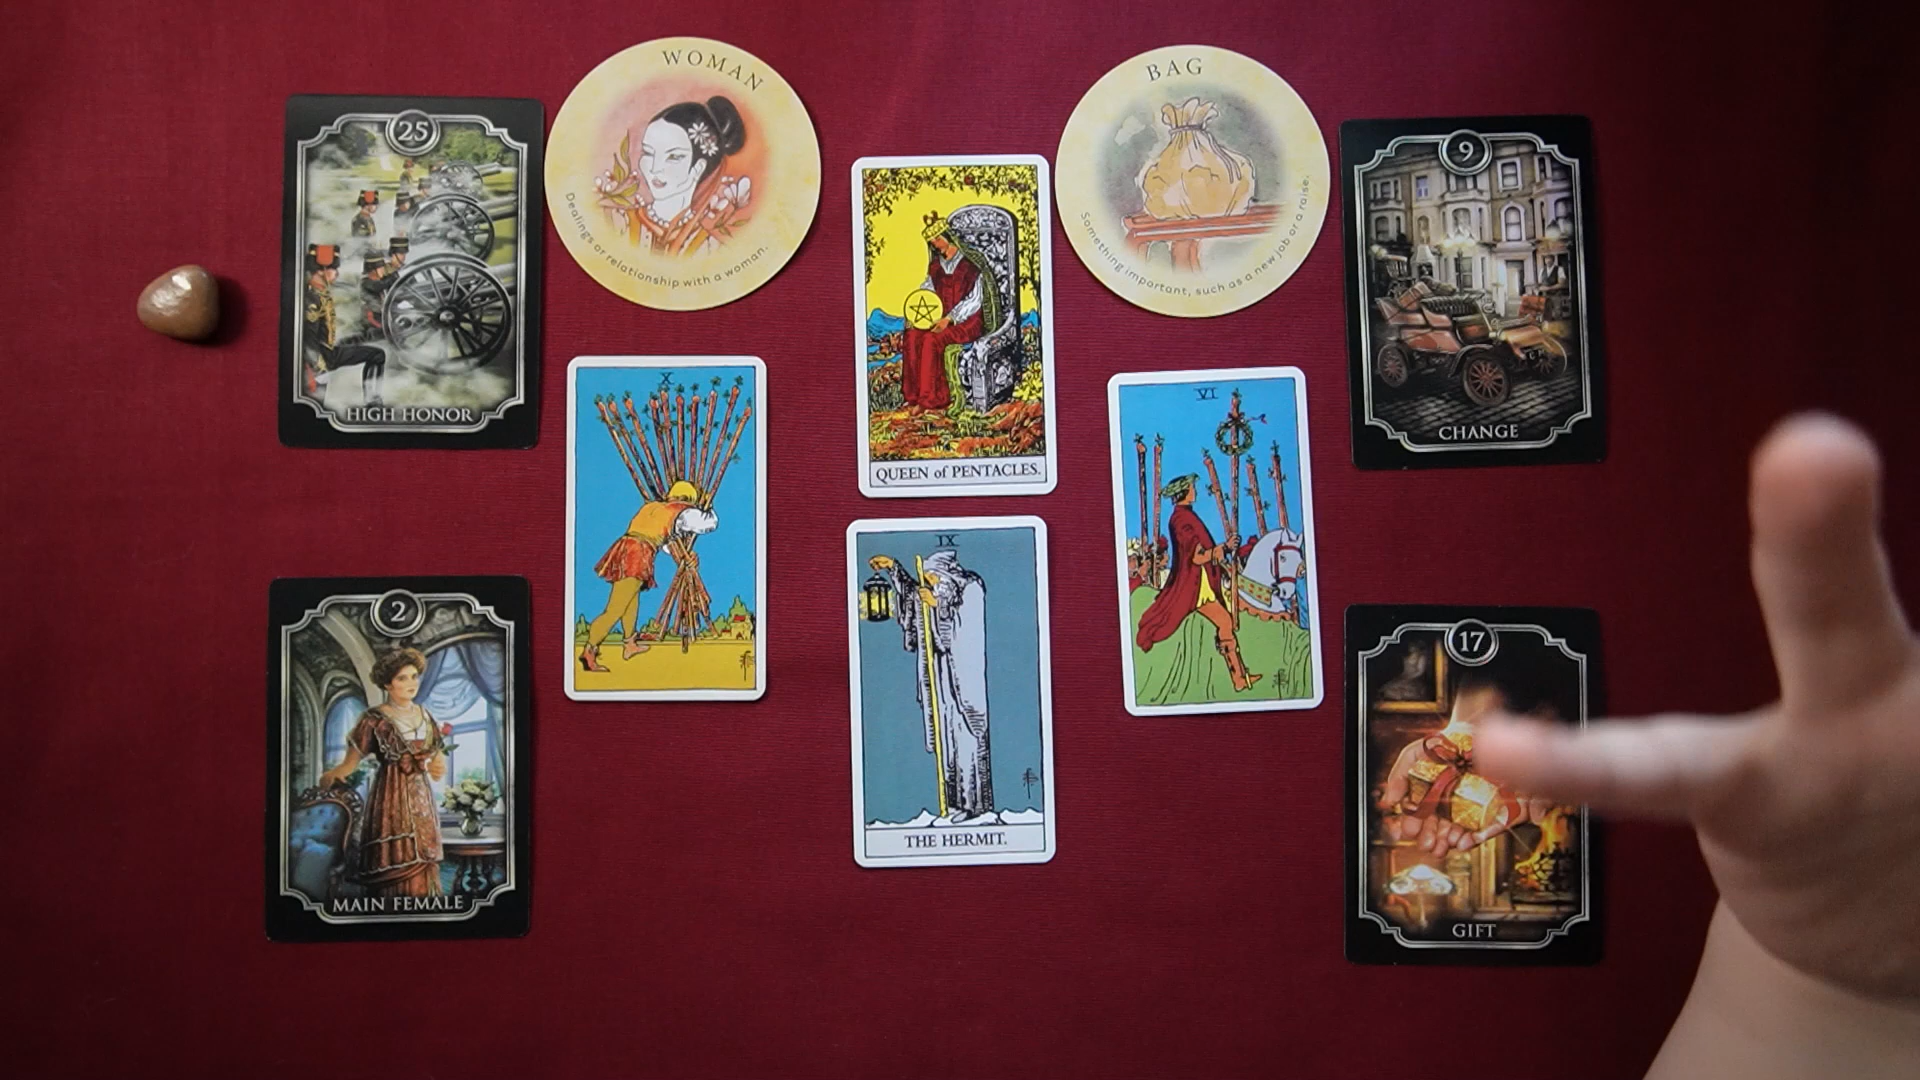 25
HIGH HONOR
WOMAN
Dealings or relationship with a woman.
QUEEN of PENTACLES.
BAG
Something important, such as a new job or a raise.
9
CHANGE
X
VI
2
MAIN FEMALE
IX
THE HERMIT.
17
GIFT